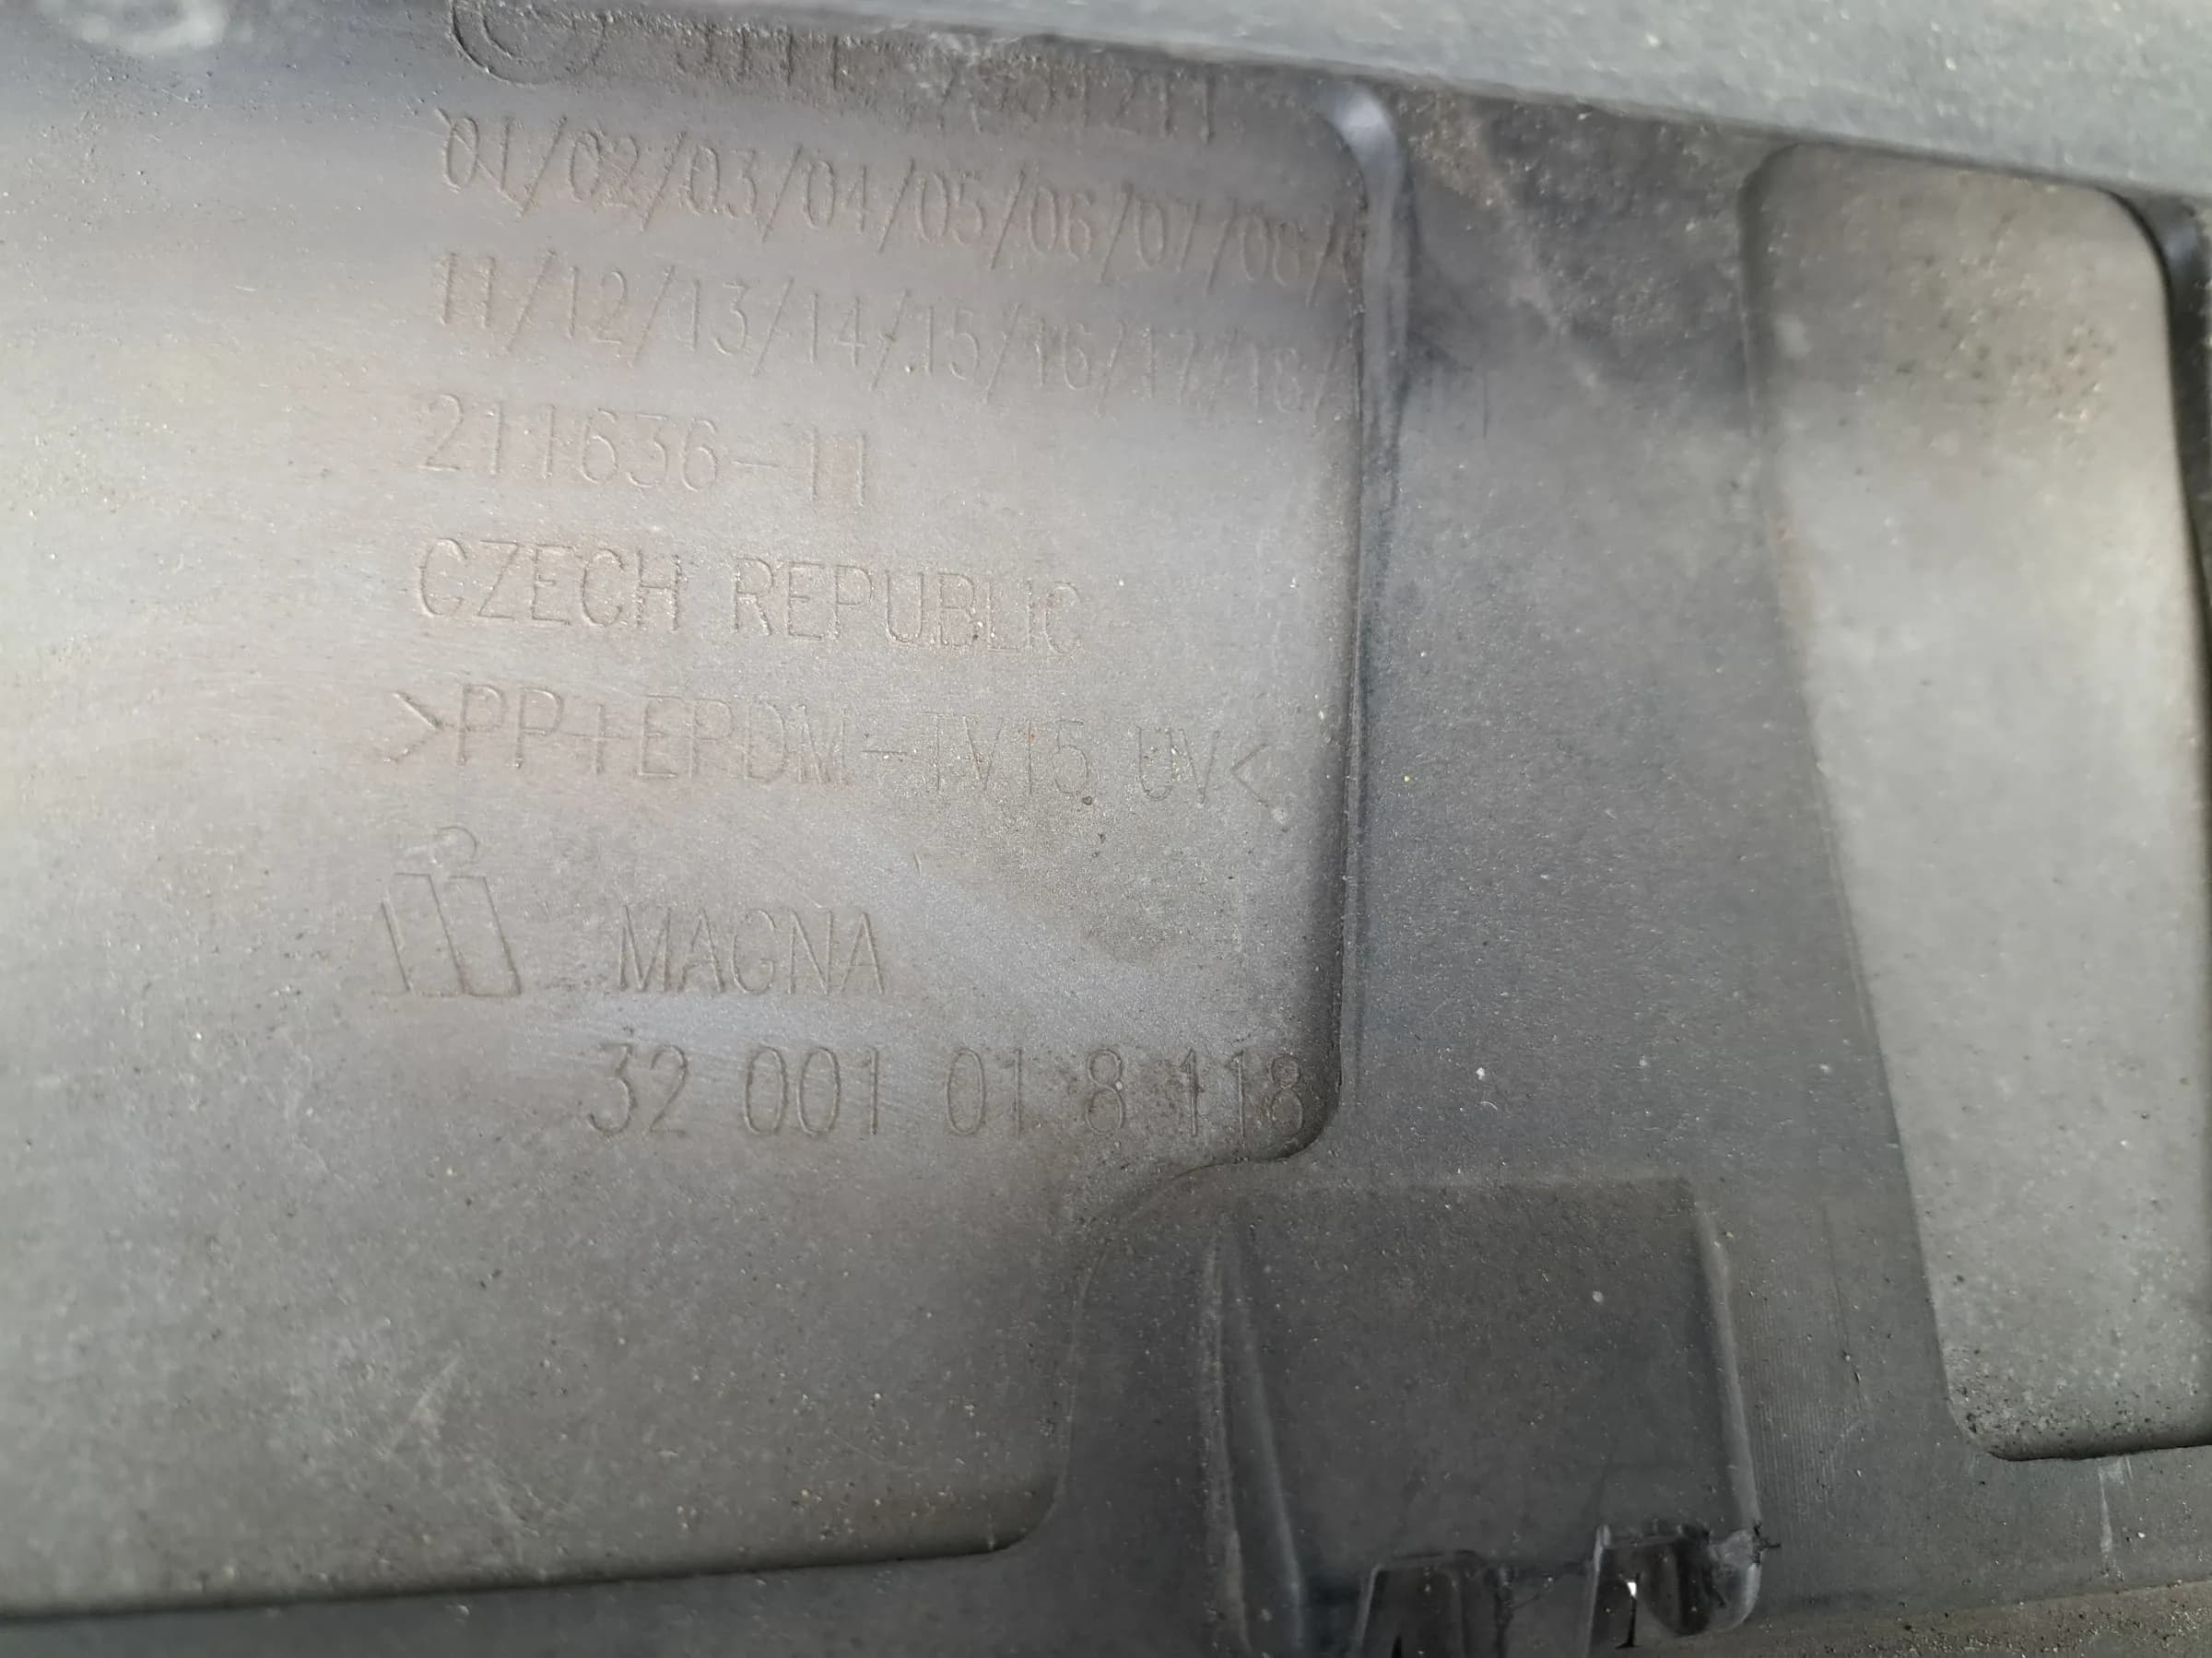 01/02/03/04/05/06/07/08/
11/12/13/14/15/16/17/18/
211636-11
CZECH REPUBLIC
>PP+EPDM-TV15 UV<
MAGNA
32 001 01 8 118